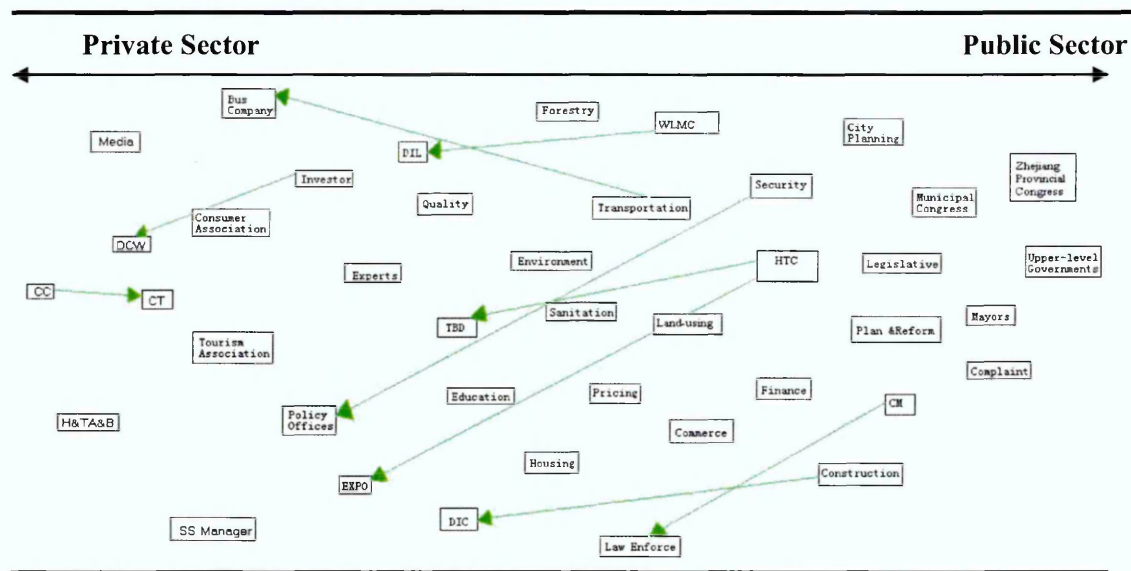 Private Sector
Public Sector
Bus
Company
Forestry
WLMC
City
Planning
Media
DIL
Zhejiang
Provincial
Congress
Investor
Security
Quality
Transportation
Municipal
Congress
Consumer
Association
DCW
Environment
HTC
Legislative
Upper-level
Governments
Experts
CC
CT
Sanitation
Land-using
Mayors
TBD
Plan &Reform
Tourism
Association
Complaint
Education
Pricing
Finance
CM
Policy
Offices
H&TA&B
Commerce
Housing
Construction
EXPO
DIC
SS Manager
Law Enforce